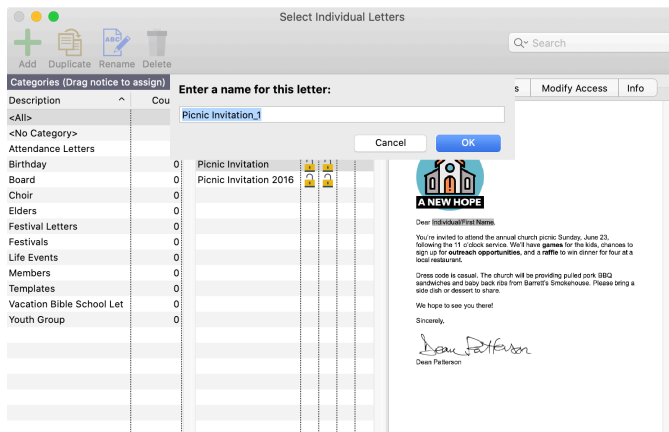 Select Individual Letters
Add Duplicate Rename Delete
ABC
Search
Categories (Drag notice to assign)
Description Cou
<All>
<No Category>
Attendance Letters
Birthday 0
Board 0
Choir 0
Elders 0
Festival Letters 0
Festivals 0
Life Events 0
Members 0
Templates 0
Vacation Bible School Let 0
Youth Group 0
Enter a name for this letter:
Picnic Invitation_1
Cancel OK
Picnic Invitation
Picnic Invitation 2016
s Modify Access Info
A NEW HOPE
Dear Individual/First Name,
You're invited to attend the annual church picnic Sunday, June 23,
following the 11 o'clock service. We'll have games for the kids, chances to
sign up for outreach opportunities, and a raffle to win dinner for four at a
local restaurant.
Dress code is casual. The church will be providing pulled pork BBQ
sandwiches and baby back ribs from Barrett's Smokehouse. Please bring a
side dish or dessert to share.
We hope to see you there!
Sincerely,
Dean Patterson
Dean Patterson